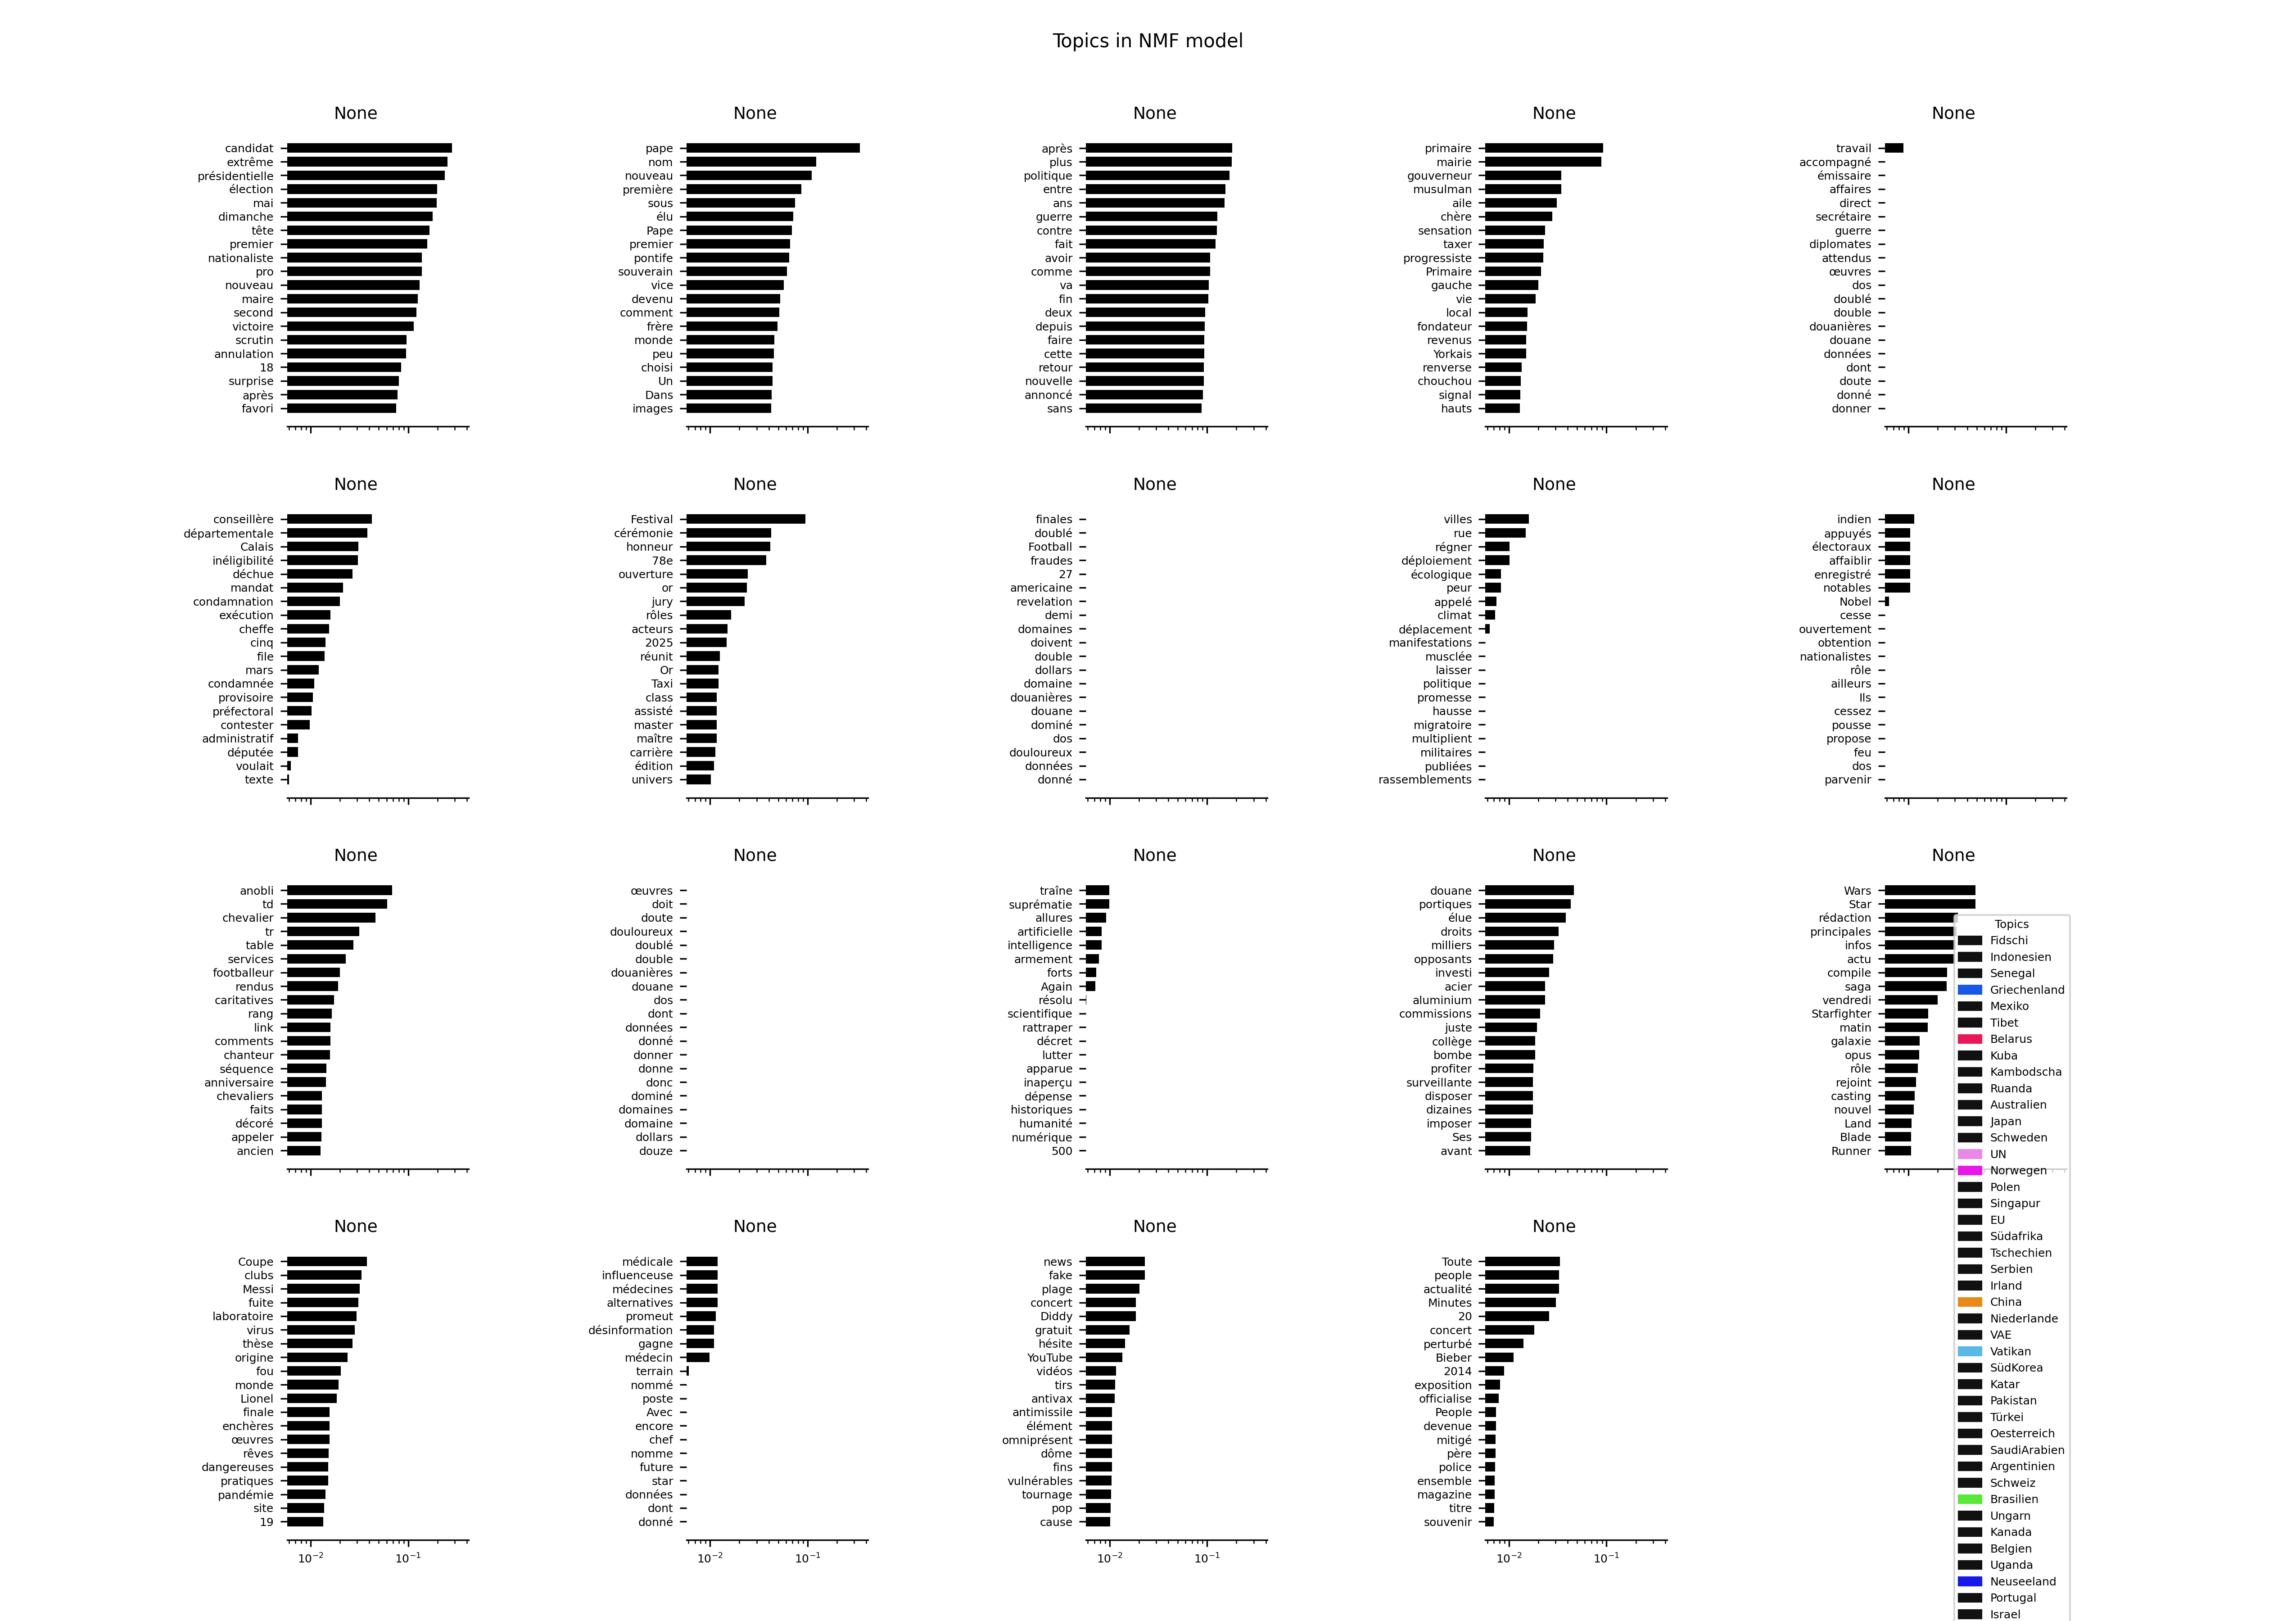 Topics in NMF model
None
candidat
extrême
présidentielle
élection
mai
dimanche
tête
premier
nationaliste
pro
nouveau
maire
second
victoire
scrutin
annulation
18
surprise
après
favori
None
pape
nom
nouveau
première
sous
élu
Pape
premier
pontife
souverain
vice
devenu
comment
frère
monde
peu
choisi
Un
Dans
images
None
après
plus
politique
entre
ans
guerre
contre
fait
avoir
comme
va
fin
deux
depuis
faire
cette
retour
nouvelle
annoncé
sans
None
primaire
mairie
gouverneur
musulman
aile
chère
sensation
taxer
progressiste
Primaire
gauche
vie
local
fondateur
revenus
Yorkais
renverse
chouchou
signal
hauts
None
travail
accompagné
émissaire
affaires
direct
secrétaire
guerre
diplomates
attendus
œuvres
dos
doublé
double
douanières
douane
données
dont
doute
donné
donner
None
conseillère
départementale
Calais
inéligibilité
déchue
mandat
condamnation
exécution
cheffe
cinq
file
mars
condamnée
provisoire
préfectoral
contester
administratif
députée
voulait
texte
None
Festival
cérémonie
honneur
78e
ouverture
or
jury
rôles
acteurs
2025
réunit
Or
Taxi
class
assisté
master
maître
carrière
édition
univers
None
finales
doublé
Football
fraudes
27
americaine
revelation
demi
domaines
doivent
double
dollars
domaine
douanières
douane
dominé
dos
douloureux
données
donné
None
villes
rue
régner
déploiement
écologique
peur
appelé
climat
déplacement
manifestations
musclée
laisser
politique
promesse
hausse
migratoire
multiplient
militaires
publiées
rassemblements
None
indien
appuyés
électoraux
affaiblir
enregistré
notables
Nobel
cesse
ouvertement
obtention
nationalistes
rôle
ailleurs
Ils
cessez
pousse
propose
feu
dos
parvenir
None
anobli
td
chevalier
tr
table
services
footballeur
rendus
caritatives
rang
link
comments
chanteur
séquence
anniversaire
chevaliers
faits
décoré
appeler
ancien
None
œuvres
doit
doute
douloureux
doublé
double
douanières
douane
dos
dont
données
donné
donner
donne
donc
dominé
domaines
domaine
dollars
douze
None
traîne
suprématie
allures
artificielle
intelligence
armement
forts
Again
résolu
scientifique
rattraper
décret
lutter
apparue
inaperçu
dépense
historiques
humanité
numérique
500
None
douane
portiques
élue
droits
milliers
opposants
investi
acier
aluminium
commissions
juste
collège
bombe
profiter
surveillante
disposer
dizaines
imposer
Ses
avant
None
Wars
Star
rédaction
principales
infos
actu
compile
saga
vendredi
Starfighter
matin
galaxie
opus
rôle
rejoint
casting
nouvel
Land
Blade
Runner
None
Coupe
clubs
Messi
fuite
laboratoire
virus
thèse
origine
fou
monde
Lionel
finale
enchères
œuvres
rêves
dangereuses
pratiques
pandémie
site
19
10⁻² 10⁻¹
None
médicale
influenceuse
médecines
alternatives
promeut
désinformation
gagne
médecin
terrain
nommé
poste
Avec
encore
chef
nomme
future
star
données
dont
donné
10⁻² 10⁻¹
None
news
fake
plage
concert
Diddy
gratuit
hésite
YouTube
vidéos
tirs
antivax
antimissile
élément
omniprésent
dôme
fins
vulnérables
tournage
pop
cause
10⁻² 10⁻¹
None
Toute
people
actualité
Minutes
20
concert
perturbé
Bieber
2014
exposition
officialise
People
devenue
mitigé
père
police
ensemble
magazine
titre
souvenir
10⁻² 10⁻¹
Topics
Fidschi
Indonesien
Senegal
Griechenland
Mexiko
Tibet
Belarus
Kuba
Kambodscha
Ruanda
Australien
Japan
Schweden
UN
Norwegen
Polen
Singapur
EU
Südafrika
Tschechien
Serbien
Irland
China
Niederlande
VAE
Vatikan
SüdKorea
Katar
Pakistan
Türkei
Oesterreich
SaudiArabien
Argentinien
Schweiz
Brasilien
Ungarn
Kanada
Belgien
Uganda
Neuseeland
Portugal
Israel